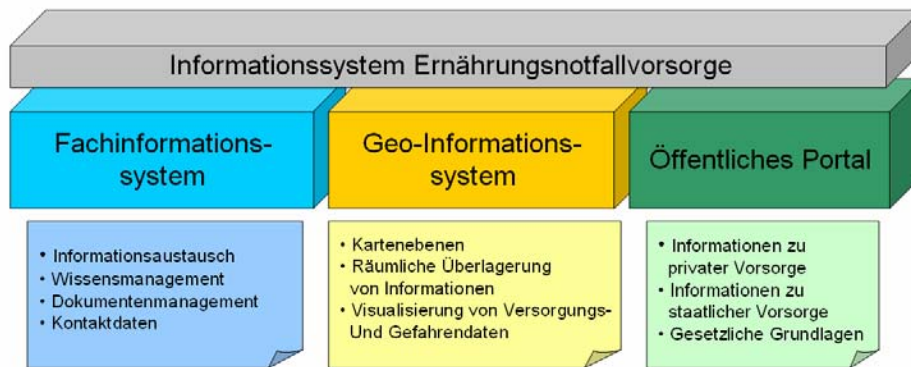 Informationssystem Ernährungsnotfallvorsorge
Fachinformations-
system
Geo-Informations-
system
Öffentliches Portal
• Informationsaustausch
• Wissensmanagement
• Dokumentenmanagement
• Kontaktdaten
• Kartenebenen
• Räumliche Überlagerung
von Informationen
• Visualisierung von Versorgungs-
Und Gefahrendaten
• Informationen zu
privater Vorsorge
• Informationen zu
staatlicher Vorsorge
• Gesetzliche Grundlagen